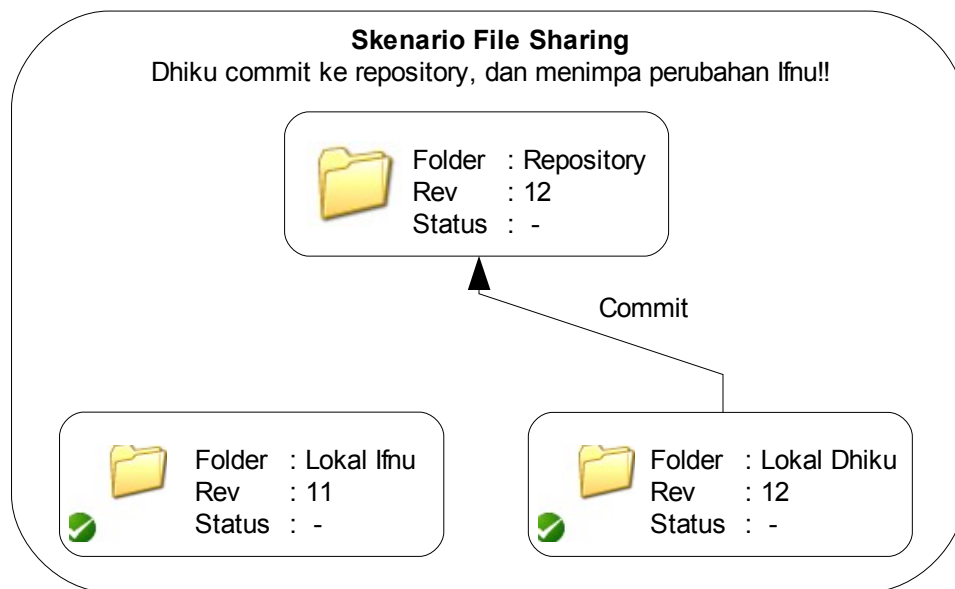 Skenario File Sharing
Dhiku commit ke repository, dan menimpa perubahan Ifnu!!
Folder : Repository
Rev : 12
Status : -
Commit
Folder : Lokal Ifnu
Rev : 11
Status : -
Folder : Lokal Dhiku
Rev : 12
Status : -